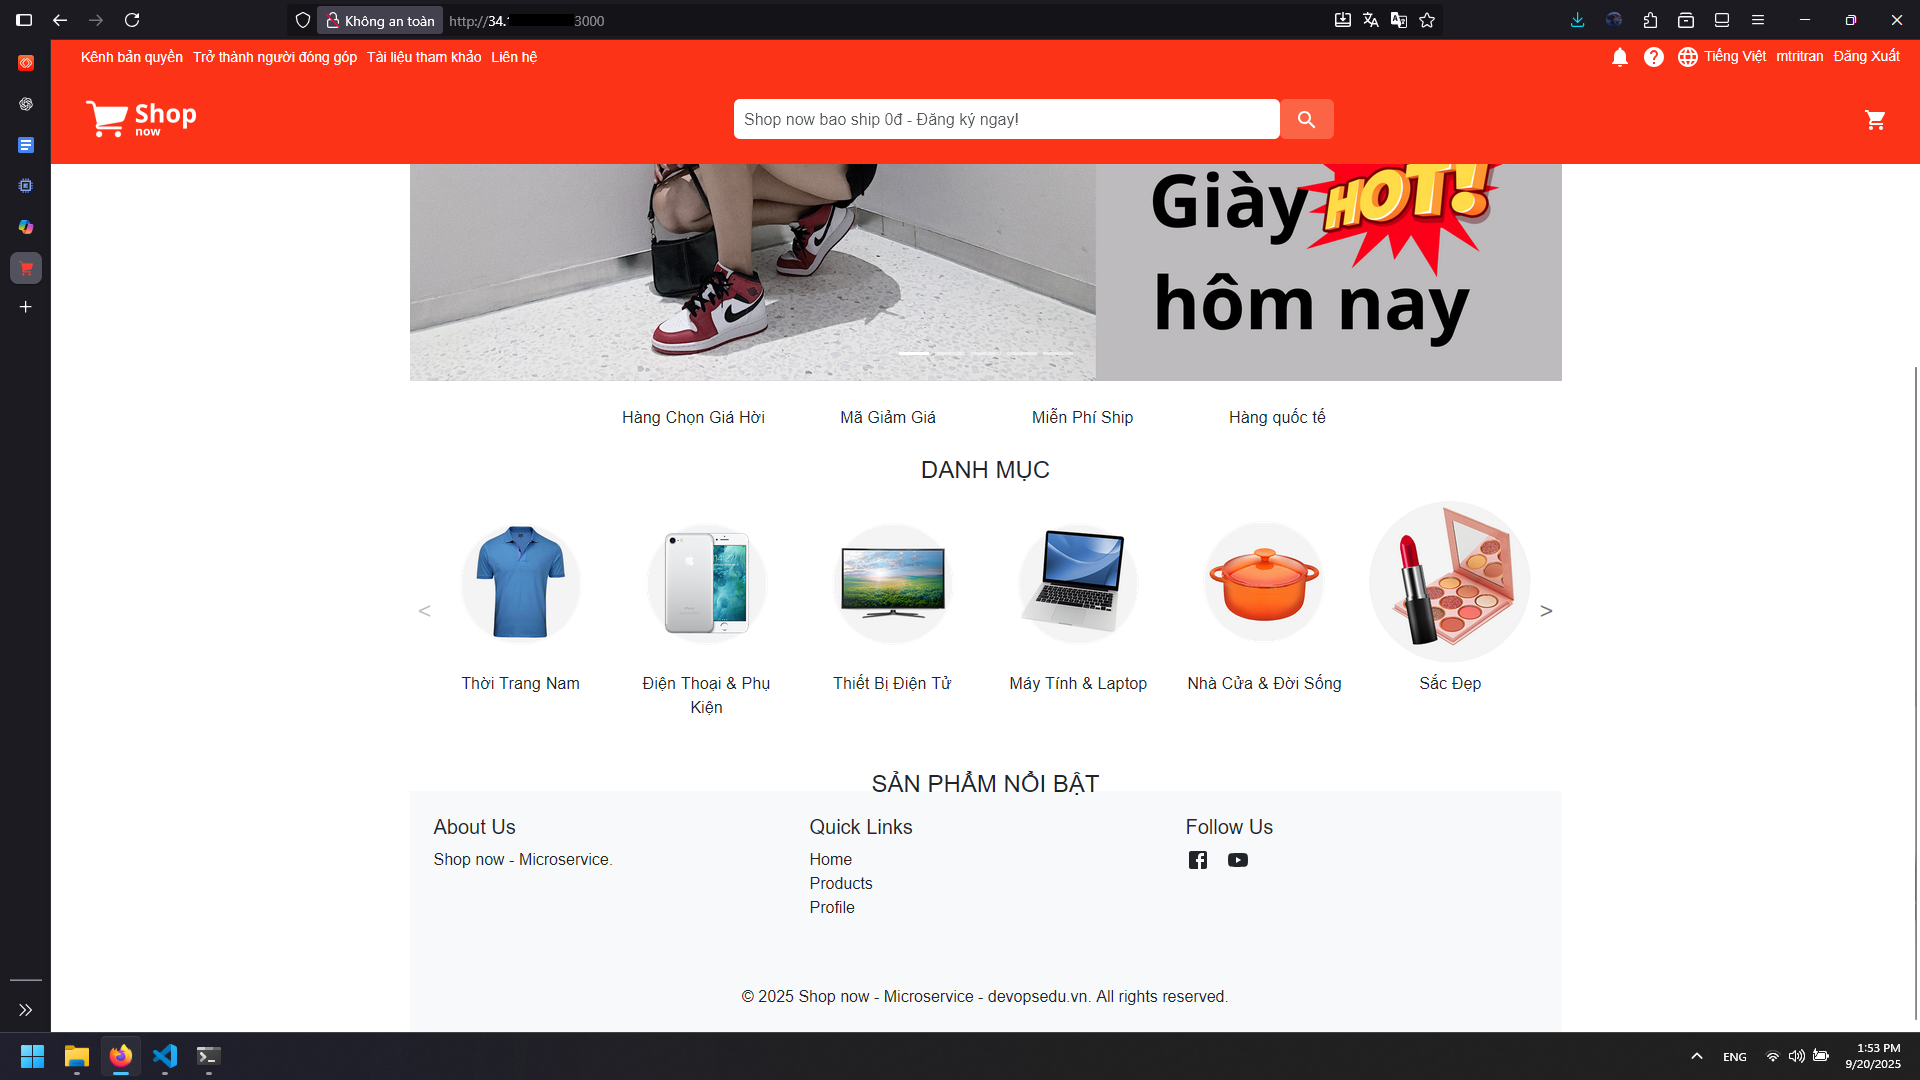 Không an toàn
http://34.
3000
Kênh bản quyền Trở thành người đóng góp Tài liệu tham khảo Liên hệ
Tiếng Việt mtritran Đăng Xuất
Shop
now
Shop now bao ship 0đ - Đăng ký ngay!
Giày
HOT!
hôm nay
Hàng Chọn Giá Hời Mã Giảm Giá Miễn Phí Ship Hàng quốc tế
DANH MỤC
< >
Thời Trang Nam
Điện Thoại & Phụ
Kiện
Thiết Bị Điện Tử
Máy Tính & Laptop
Nhà Cửa & Đời Sống
Sắc Đẹp
SẢN PHẨM NỔI BẬT
About Us
Shop now - Microservice.
Quick Links
Home
Products
Profile
Follow Us
© 2025 Shop now - Microservice - devopsedu.vn. All rights reserved.
ENG
1:53 PM
9/20/2025